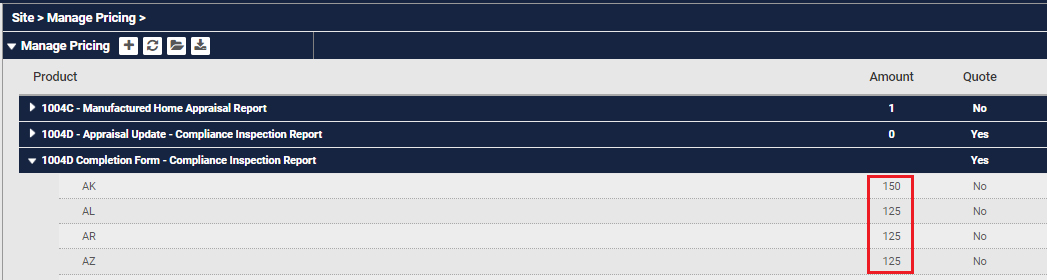 Site > Manage Pricing >
Manage Pricing
Product Amount Quote
1004C - Manufactured Home Appraisal Report 1 No
1004D - Appraisal Update - Compliance Inspection Report 0 Yes
1004D Completion Form - Compliance Inspection Report Yes
AK 150 No
AL 125 No
AR 125 No
AZ 125 No